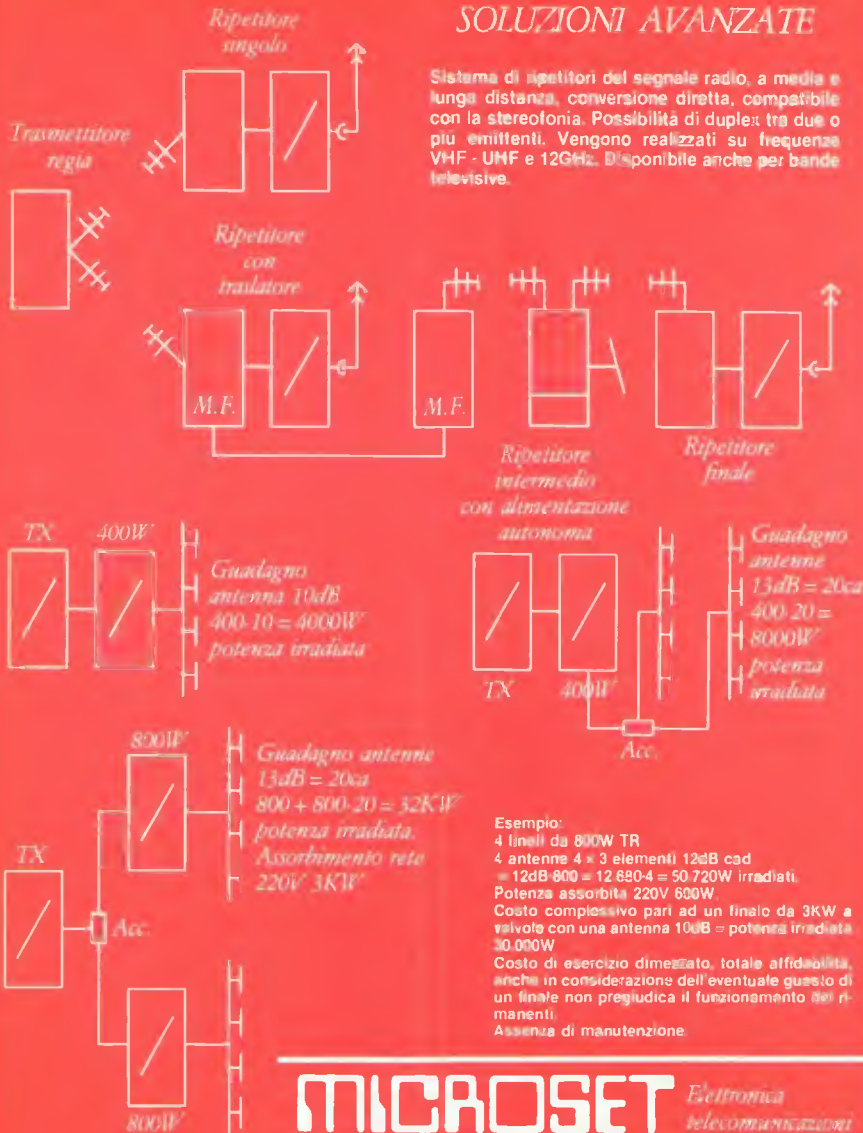 SOLUZIONI AVANZATE
Sistema di ripetitori del segnale radio, a media e
lunga distanza, conversione diretta, compatibile
con la stereofonia. Possibilità di duplex tra due o
più emittenti. Vengono realizzati su frequenze
VHF - UHF e 12GHz. Disponibile anche per bande
televisive.
Ripetitore
singolo
Trasmettitore
regia
Ripetitore
con
traslatore
M.F.
M.F.
Ripetitore
intermedio
con alimentazione
autonoma
Ripetitore
finale
TX
400W
Guadagno
antenna 10dB
400·10 = 4000W
potenza irradiata
TX
400W
Acc.
Guadagno
antenne
13dB = 20ca
400·20 =
8000W
potenza
irradiata
TX
Acc.
800W
800W
Guadagno antenne
13dB = 20ca
800 + 800·20 = 32KW
potenza irradiata.
Assorbimento rete
220V 3KW
Esempio:
4 finali da 800W TR
4 antenne 4 × 3 elementi 12dB cad
= 12dB·800 = 12.680·4 = 50.720W irradiati.
Potenza assorbita 220V 600W.
Costo complessivo pari ad un finale da 3KW a
valvole con una antenna 10dB = potenza irradiata
30.000W
Costo di esercizio dimezzato, totale affidabilità,
anche in considerazione dell'eventuale guasto di
un finale non pregiudica il funzionamento dei ri-
manenti.
Assenza di manutenzione.
MICROSET
Elettronica
telecomunicazioni